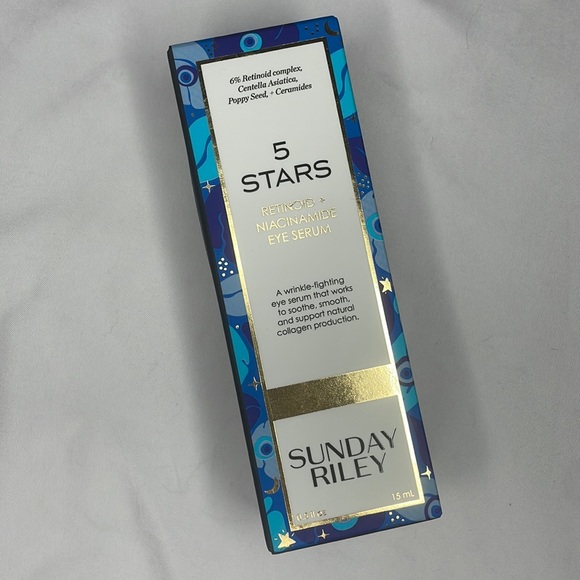 6% Retinoid complex,
Centella Asiatica,
Poppy Seed, + Ceramides
5
STARS
RETINOID +
NIACINAMIDE
EYE SERUM
A wrinkle-fighting
eye serum that works
to soothe, smooth,
and support natural
collagen production.
SUNDAY
RILEY
15 mL